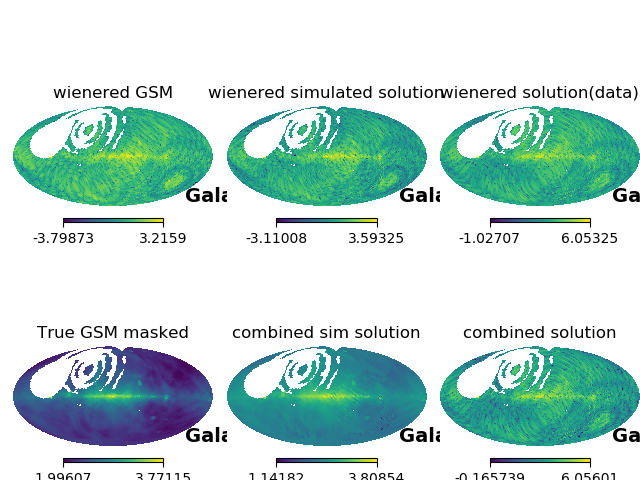 wienered GSM
wienered simulated solution
wienered solution(data)
Gala
Gala
Ga
-3.79873 3.2159
-3.11008 3.59325
-1.02707 6.05325
True GSM masked
combined sim solution
combined solution
Gala
Gala
Ga
1.99607 3.77115
1.14182 3.80854
-0.165739 6.05601